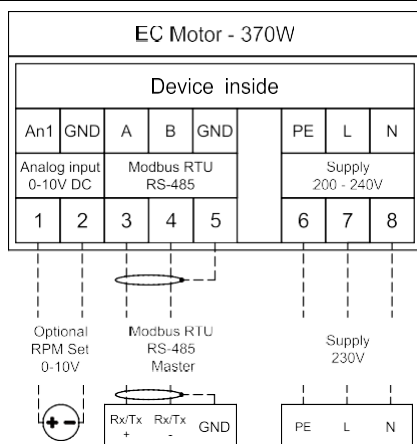 EC Motor - 370W
Device inside
An1 GND A B GND PE L N
Analog input Modbus RTU Supply
0-10V DC RS-485 200 - 240V
1 2 3 4 5 6 7 8
Optional Modbus RTU Supply
RPM Set RS-485 230V
0-10V Master
+ - Rx/Tx Rx/Tx GND PE L N
+ -